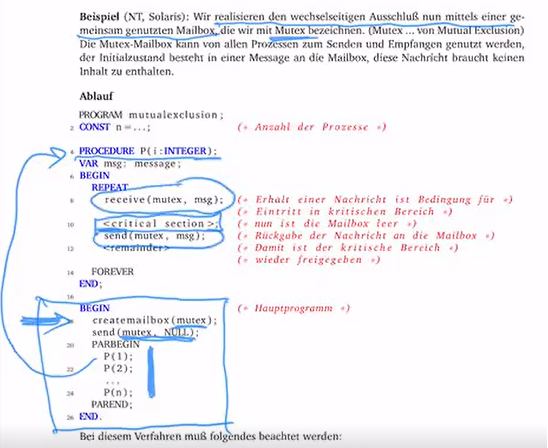 Beispiel (NT, Solaris): Wir realisieren den wechselseitigen Ausschluß nun mittels einer ge-
meinsam genutzten Mailbox, die wir mit Mutex bezeichnen. (Mutex ... von Mutual Exclusion)
Die Mutex-Mailbox kann von allen Prozessen zum Senden und Empfangen genutzt werden,
der Initialzustand besteht in einer Message an die Mailbox, diese Nachricht braucht keinen
Inhalt zu enthalten.
Ablauf
PROGRAM mutualexclusion;
2 CONST n=...; (* Anzahl der Prozesse *)
4 PROCEDURE P(i:INTEGER);
VAR msg: message;
6 BEGIN
REPEAT
8 receive(mutex, msg); (* Erhalt einer Nachricht ist Bedingung für *)
(* Eintritt in kritischen Bereich *)
10 <critical section>; (* nun ist die Mailbox leer *)
send(mutex, msg); (* Rückgabe der Nachricht an die Mailbox *)
12 <remainder> (* Damit ist der kritische Bereich *)
(* wieder freigegeben *)
14 FOREVER
END;
16
BEGIN (* Hauptprogramm *)
createmailbox(mutex);
send(mutex, NULL);
20 PARBEGIN
P(1);
22 P(2);
...
24 P(n);
PAREND;
26 END.
Bei diesem Verfahren muß folgendes beachtet werden: